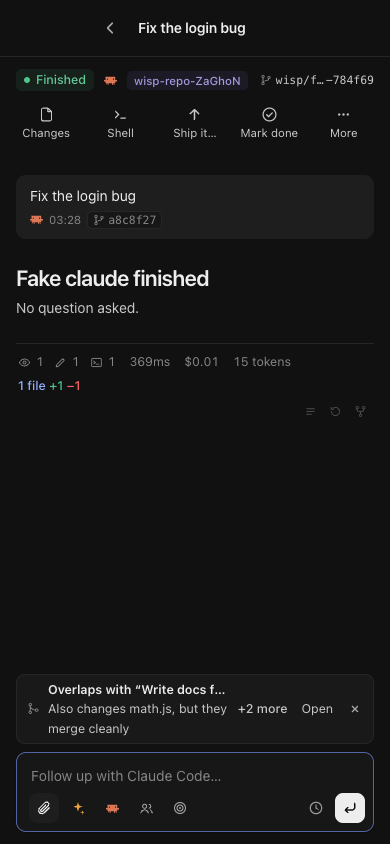 Fix the login bug
Finished wisp-repo-ZaGhoN wisp/f…–784f69
Changes Shell Ship it… Mark done More
Fix the login bug
03:28 a8c8f27
Fake claude finished
No question asked.
1 1 1 369ms $0.01 15 tokens
1 file +1 −1
Overlaps with “Write docs f…
Also changes math.js, but they +2 more Open ×
merge cleanly
Follow up with Claude Code…